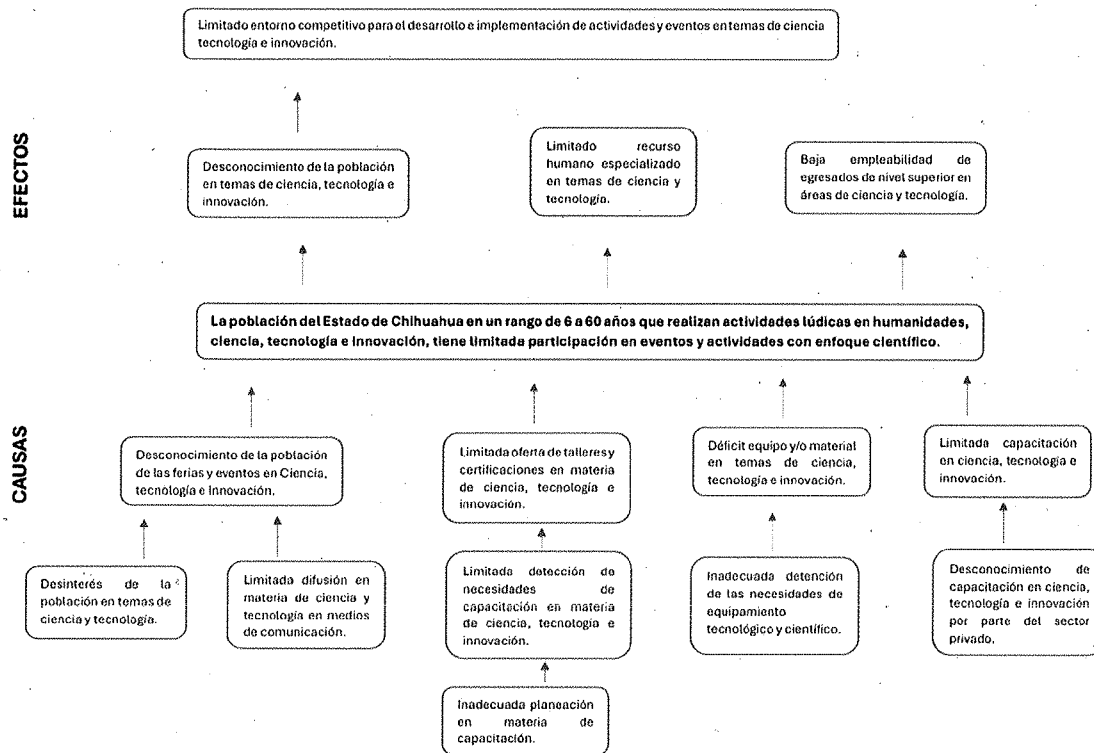 Limitado entorno competitivo para el desarrollo e implementación de actividades y eventos en temas de ciencia
tecnología e innovación.
EFECTOS
Desconocimiento de la población
en temas de ciencia, tecnología e
innovación.
Limitado recurso
humano especializado
en temas de ciencia y
tecnología.
Baja empleabilidad de
egresados de nivel superior en
áreas de ciencia y tecnología.
La población del Estado de Chihuahua en un rango de 6 a 60 años que realizan actividades lúdicas en humanidades,
ciencia, tecnología e innovación, tiene limitada participación en eventos y actividades con enfoque científico.
CAUSAS
Desconocimiento de la población
de las ferias y eventos en Ciencia,
tecnología e Innovación.
Limitada oferta de talleres y
certificaciones en materia
de ciencia, tecnología e
innovación.
Déficit equipo y/o material
en temas de ciencia,
tecnología e innovación.
Limitada capacitación
en ciencia, tecnología e
innovación.
Desinterés de la
población en temas de
ciencia y tecnología.
Limitada difusión en
materia de ciencia y
tecnología en medios
de comunicación.
Limitada detección de
necesidades de
capacitación en materia
de ciencia, tecnología e
innovación.
Inadecuada detención
de las necesidades de
equipamiento
tecnológico y científico.
Desconocimiento de
capacitación en ciencia,
tecnología e innovación
por parte del sector
privado.
Inadecuada planeación
en materia de
capacitación.